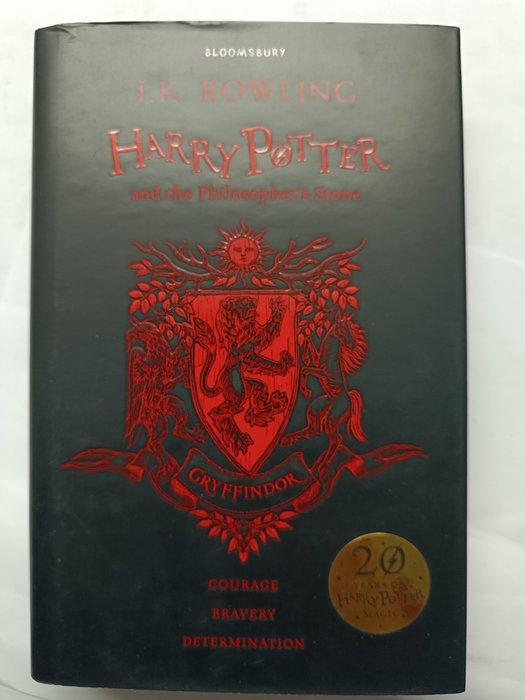 BLOOMSBURY
J.K. ROWLING
HARRY POTTER
and the Philosopher's Stone
GRYFFINDOR
COURAGE
BRAVERY
DETERMINATION
20
YEARS OF
HARRY POTTER
MAGIC